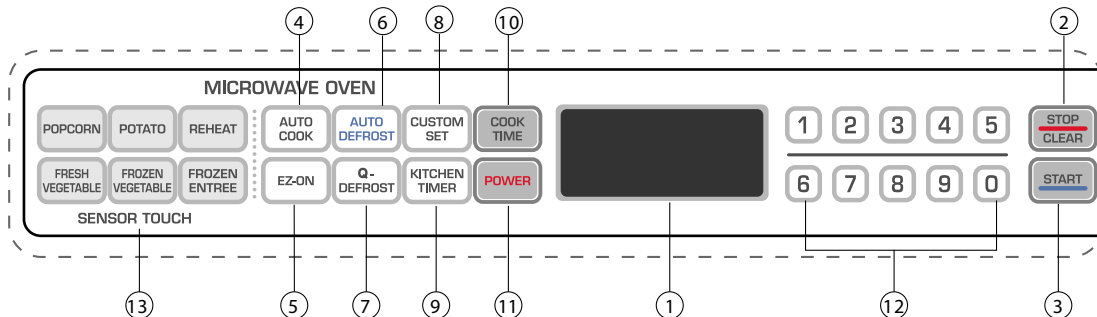 4 6 8 10 2
MICROWAVE OVEN
POPCORN POTATO REHEAT
AUTO
COOK
AUTO
DEFROST
CUSTOM
SET
COOK
TIME
1 2 3 4 5
STOP
CLEAR
FRESH
VEGETABLE
FROZEN
VEGETABLE
FROZEN
ENTREE
EZ-ON
Q-
DEFROST
KITCHEN
TIMER
POWER
6 7 8 9 0
START
SENSOR TOUCH
13 5 7 9 11 1 12 3